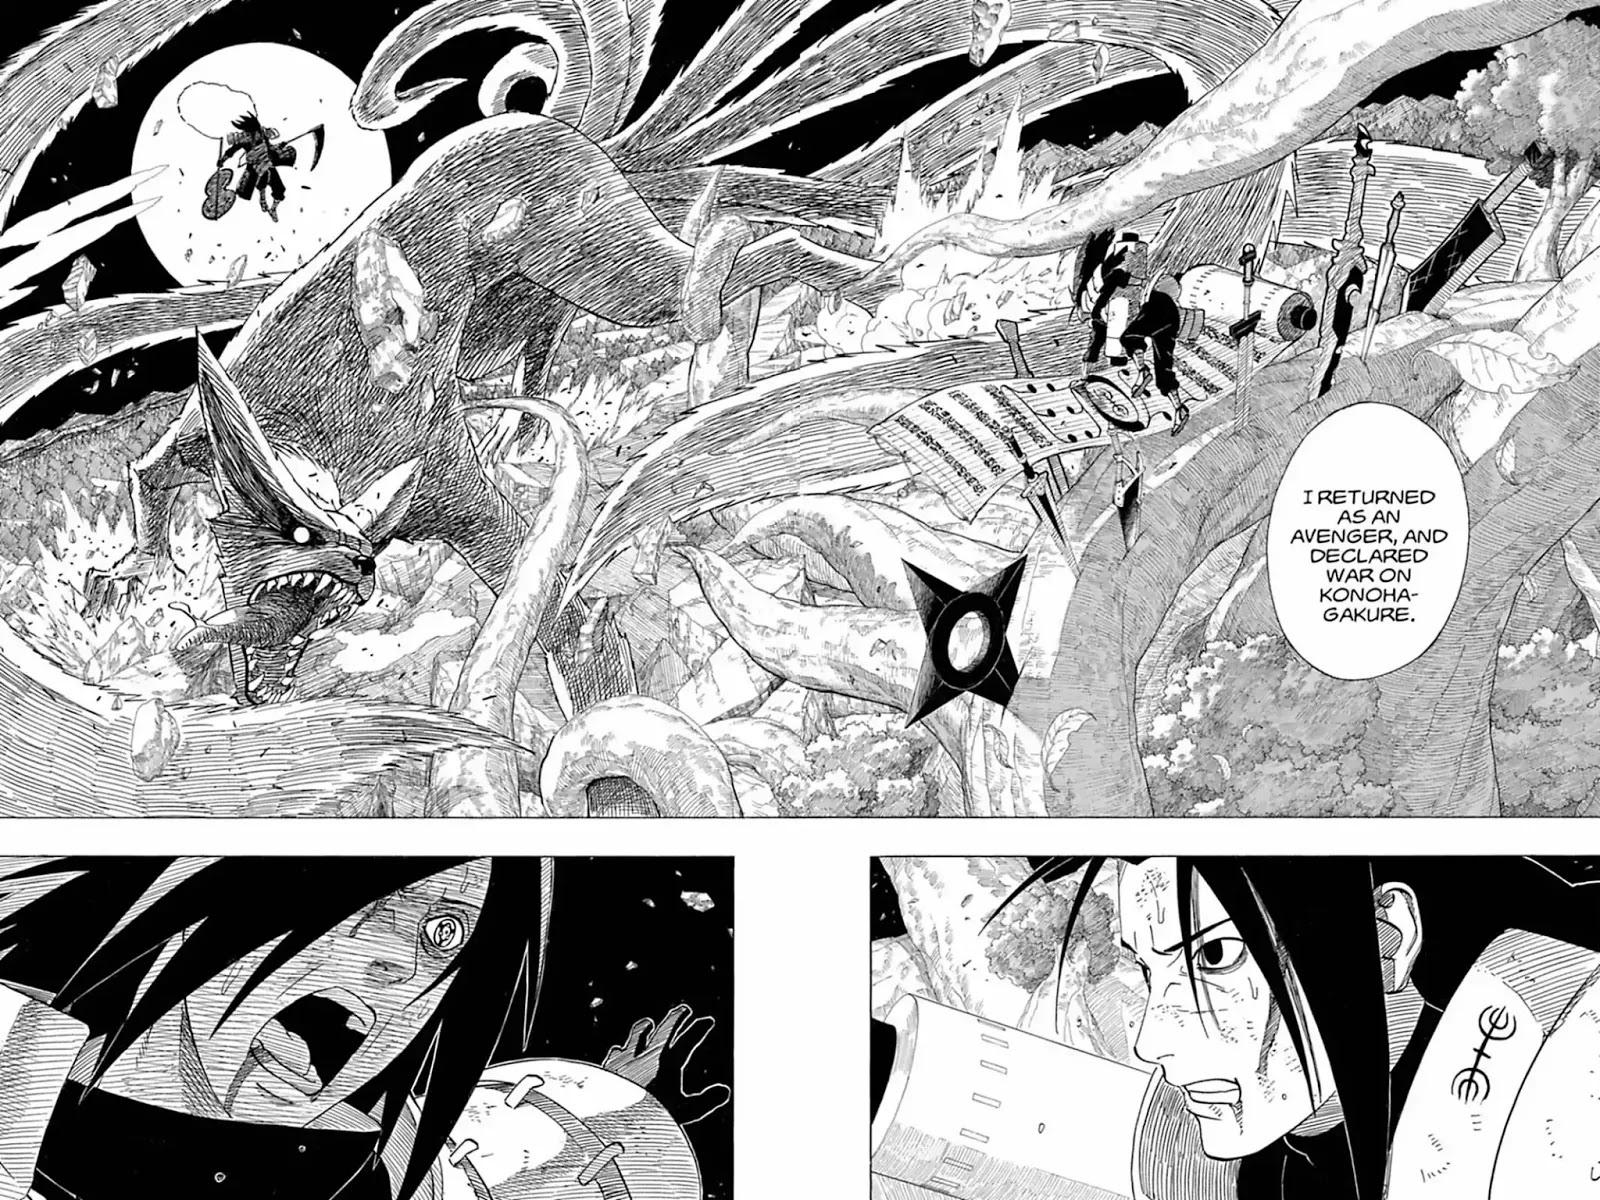 I RETURNED
AS AN
AVENGER, AND
DECLARED
WAR ON
KONOHA-
GAKURE.